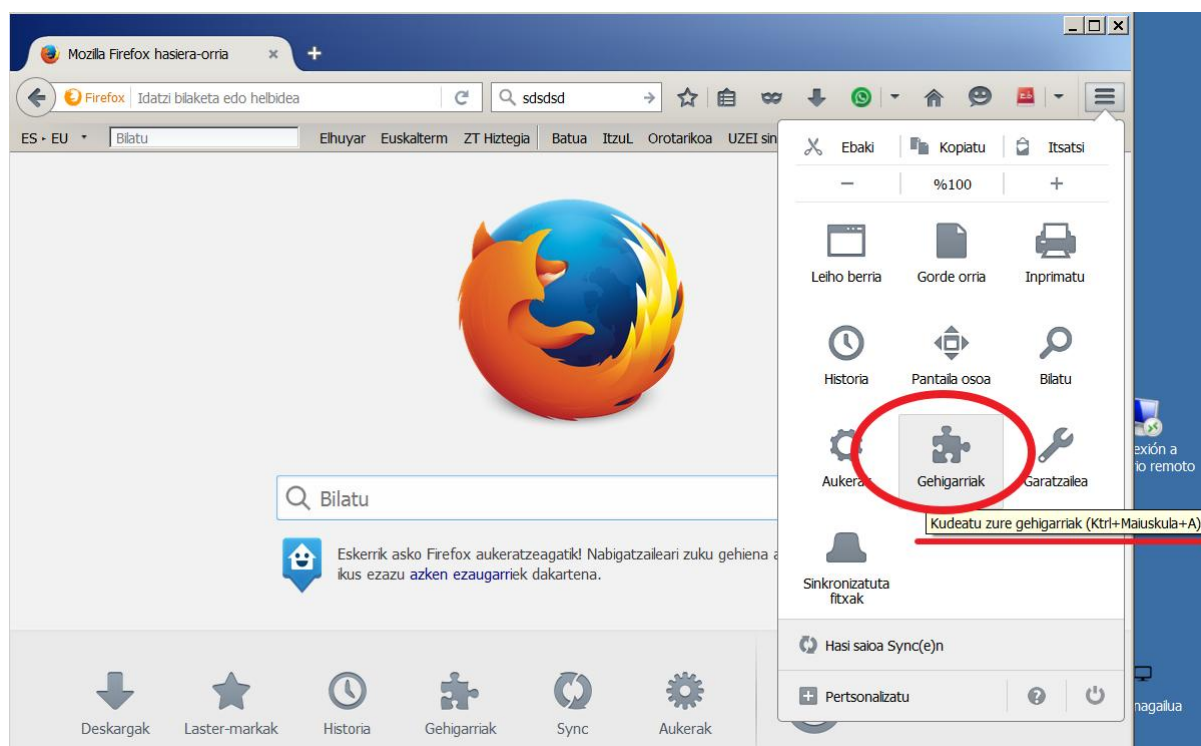 Mozilla Firefox hasiera-orria
Firefox Idatzi bilaketa edo helbidea sdsdsd
ES EU Bilatu Elhuyar Euskalterm ZT Hiztegia Batua ItzuL Orotarikoa UZEI sin
Ebaki Kopiatu Itsatsi
− %100 +
Leiho berria Gorde orria Inprimatu
Historia Pantaila osoa Bilatu
Aukerak Gehigarriak Garatzailea
Kudeatu zure gehigarriak (Ktrl+Maiuskula+A)
Sinkronizatuta
fitxak
Hasi saioa Sync(e)n
Pertsonalizatu
Bilatu
Eskerrik asko Firefox aukeratzeagatik! Nabigatzaileari zuku gehiena a
ikus ezazu azken ezaugarriek dakartena.
Deskargak Laster-markak Historia Gehigarriak Sync Aukerak
exión a
io remoto
nagailua